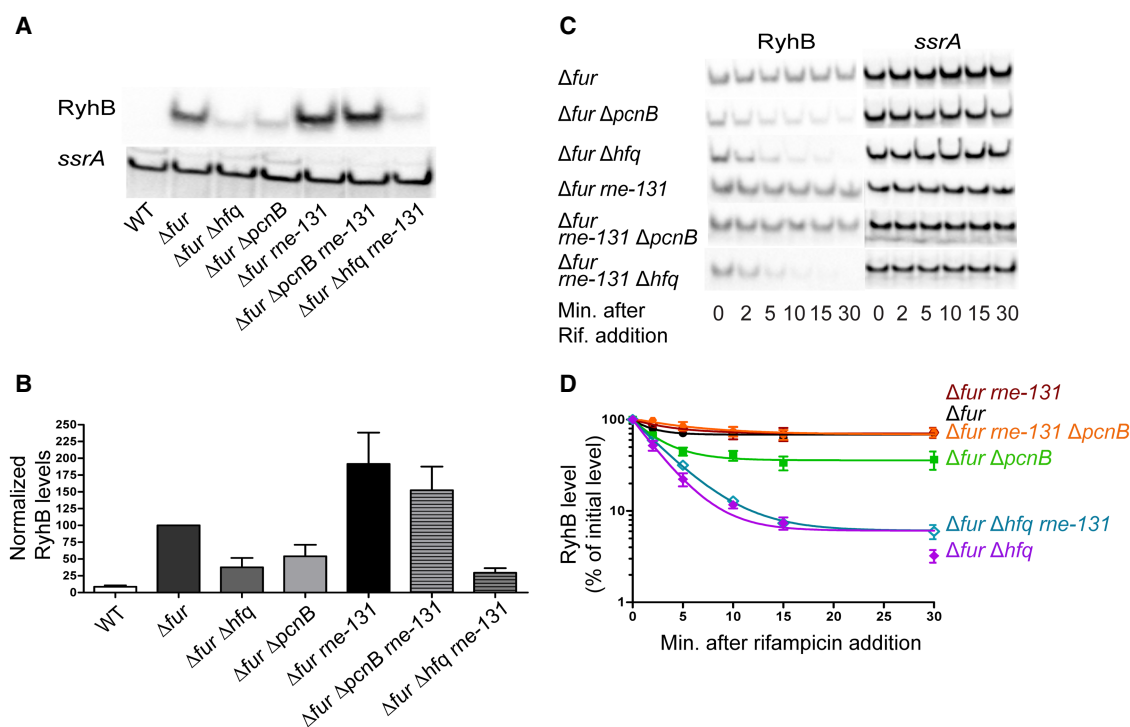 A
RyhB
ssrA
WT
Δfur
Δfur Δhfq
Δfur ΔpcnB
Δfur rne-131
Δfur ΔpcnB rne-131
Δfur Δhfq rne-131
B
Normalized
RyhB levels
250
225
200
175
150
125
100
75
50
25
0
WT
Δfur
Δfur Δhfq
Δfur ΔpcnB
Δfur rne-131
Δfur ΔpcnB rne-131
Δfur Δhfq rne-131
C
RyhB ssrA
Δfur
Δfur ΔpcnB
Δfur Δhfq
Δfur rne-131
Δfur
rne-131 ΔpcnB
Δfur
rne-131 Δhfq
Min. after
Rif. addition
0 2 5 10 15 30 0 2 5 10 15 30
D
RyhB level
(% of initial level)
100
10
1
0 5 10 15 20 25 30
Min. after rifampicin addition
Δfur rne-131
Δfur
Δfur rne-131 ΔpcnB
Δfur ΔpcnB
Δfur Δhfq rne-131
Δfur Δhfq